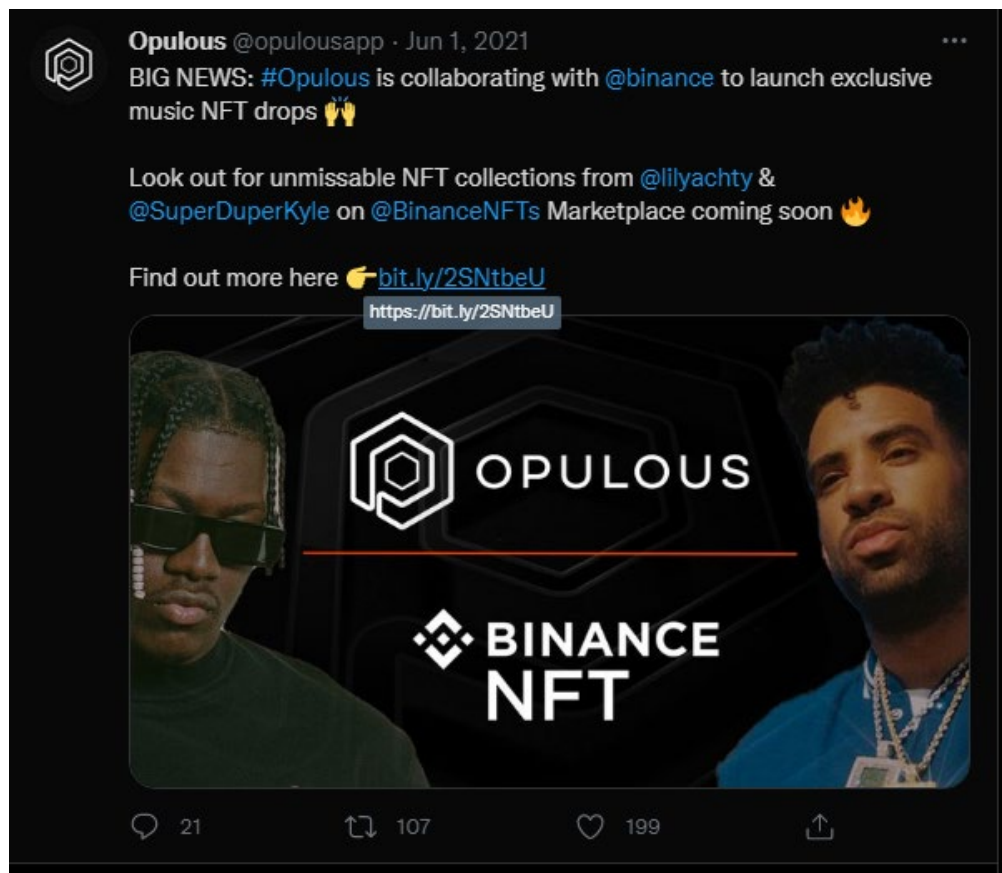 Opulous @opulousapp · Jun 1, 2021
BIG NEWS: #Opulous is collaborating with @binance to launch exclusive
music NFT drops 🙌
Look out for unmissable NFT collections from @lilyachty &
@SuperDuperKyle on @BinanceNFTs Marketplace coming soon 🔥
Find out more here 👉bit.ly/2SNtbeU
https://bit.ly/2SNtbeU
OPULOUS
BINANCE
NFT
21 107 199